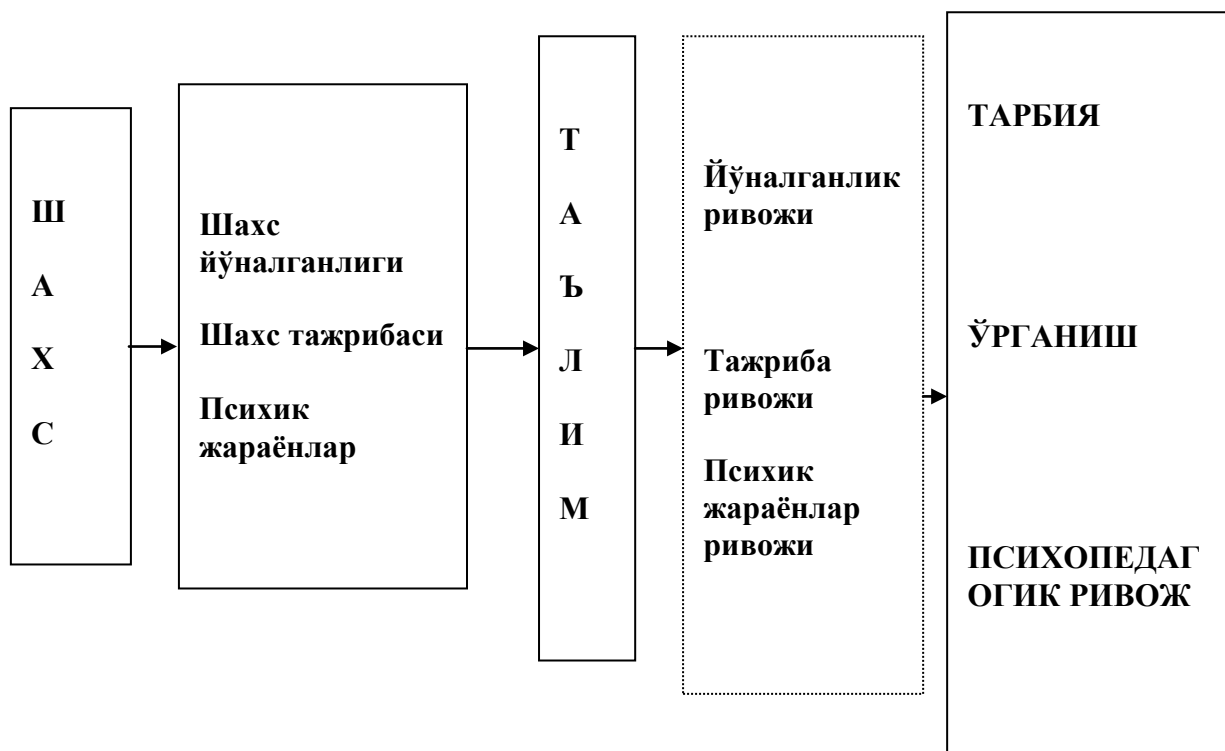 Ш
А
Х
С
Шахс
йўналганлиги
Шахс тажрибаси
Психик
жараёнлар
Т
А
Ъ
Л
И
М
Йўналганлик
ривожи
Тажриба
ривожи
Психик
жараёнлар
ривожи
ТАРБИЯ
ЎРГАНИШ
ПСИХОПЕДАГ
ОГИК РИВОЖ